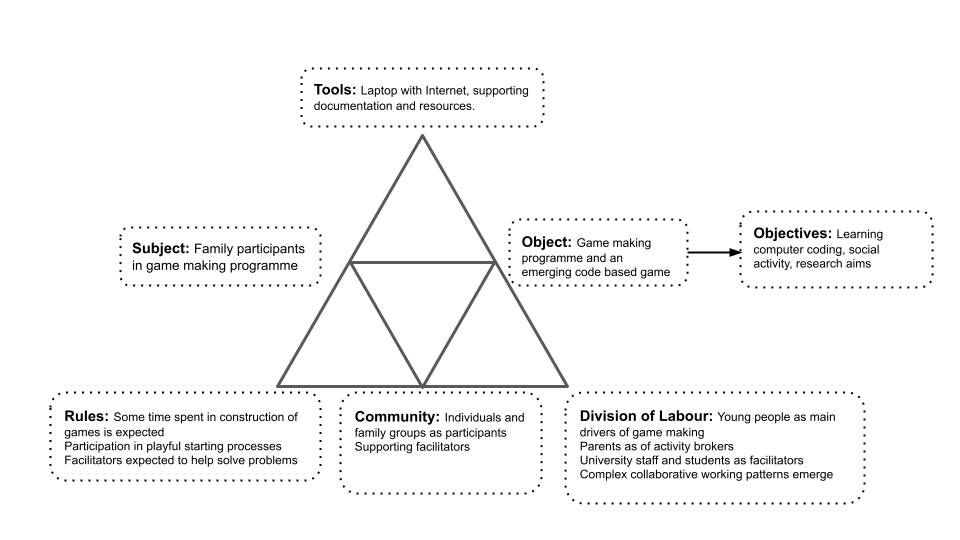 Tools: Laptop with Internet, supporting
documentation and resources.
Subject: Family participants
in game making programme
Object: Game making
programme and an
emerging code based game
Objectives: Learning
computer coding, social
activity, research aims
Rules: Some time spent in construction of
games is expected
Participation in playful starting processes
Facilitators expected to help solve problems
Community: Individuals and
family groups as participants
Supporting facilitators
Division of Labour: Young people as main
drivers of game making
Parents as of activity brokers
University staff and students as facilitators
Complex collaborative working patterns emerge